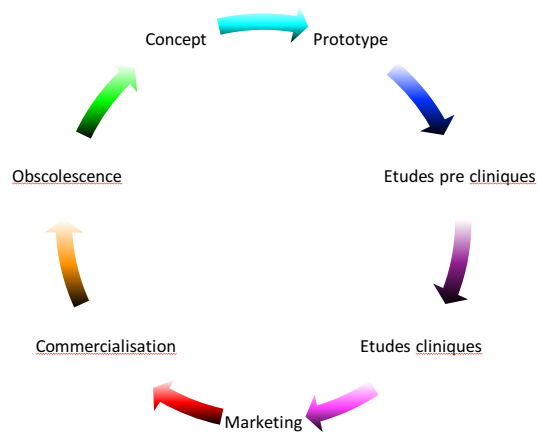 Concept
Prototype
Etudes pre cliniques
Etudes cliniques
Marketing
Commercialisation
Obscolescence